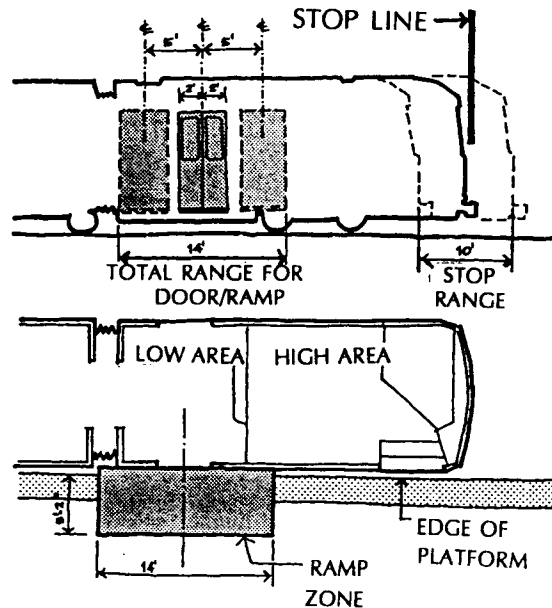 STOP LINE
5' 5'
2' 2'
14'
10'
TOTAL RANGE FOR
DOOR/RAMP
STOP
RANGE
LOW AREA
HIGH AREA
14'
RAMP
ZONE
EDGE OF
PLATFORM